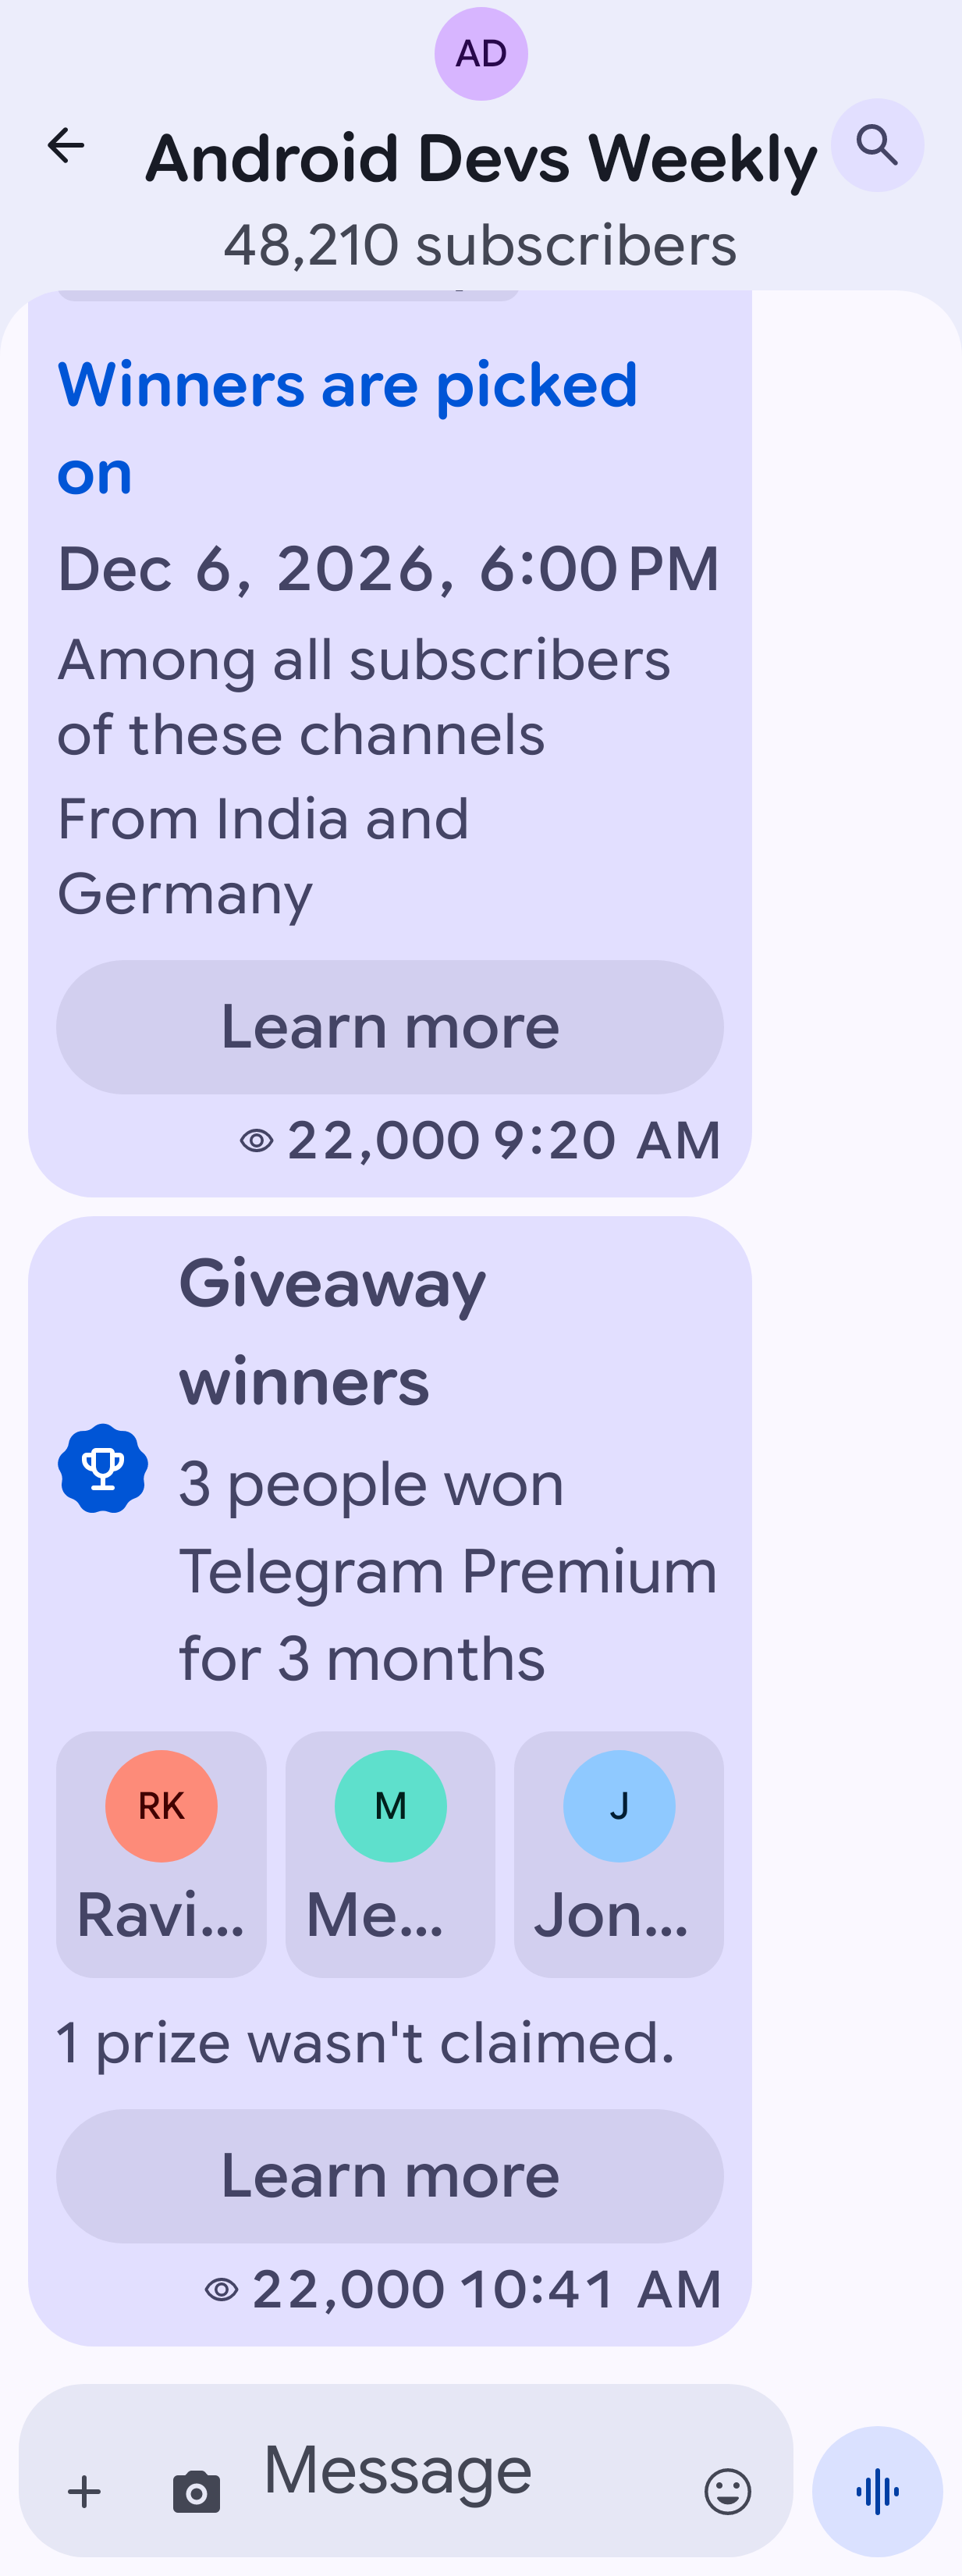 AD
Android Devs Weekly
48,210 subscribers
Winners are picked
on
Dec 6, 2026, 6:00 PM
Among all subscribers
of these channels
From India and
Germany
Learn more
22,000 9:20 AM
Giveaway
winners
3 people won
Telegram Premium
for 3 months
RK
M
J
Ravi...
Me...
Jon...
1 prize wasn't claimed.
Learn more
22,000 10:41 AM
Message